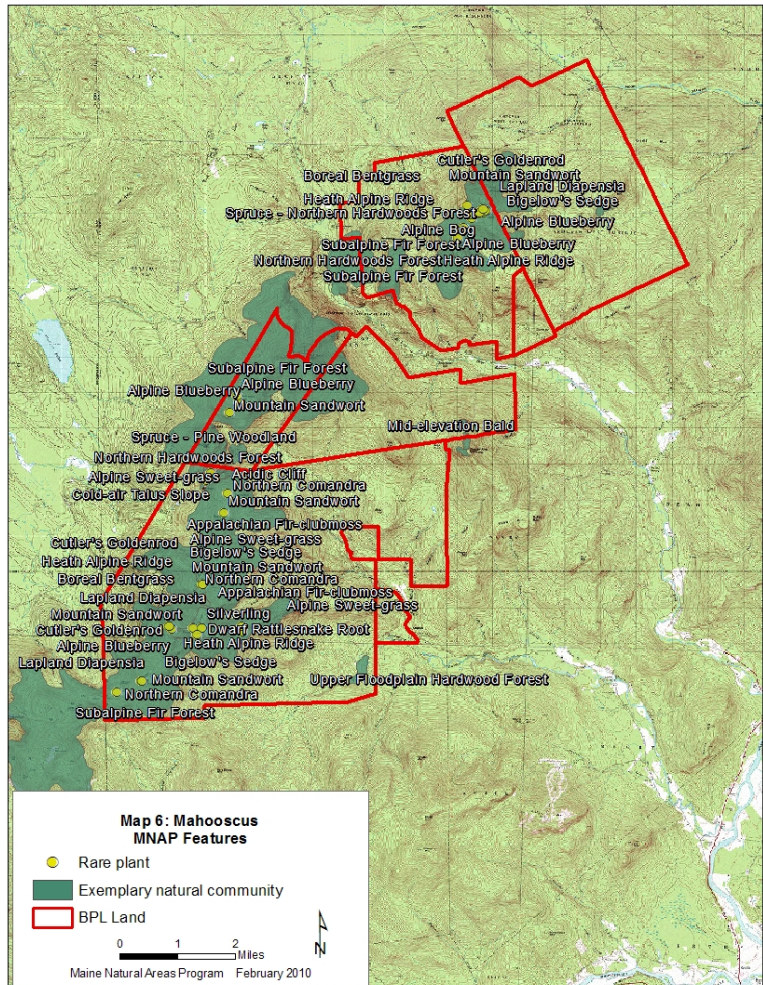 Cutler's Goldenrod
Boreal Bentgrass
Mountain Sandwort
Lapland Diapensia
Heath Alpine Ridge
Bigelow's Sedge
Spruce - Northern Hardwoods Forest
Alpine Blueberry
Alpine Bog
Subalpine Fir Forest
Alpine Blueberry
Northern Hardwoods Forest
Heath Alpine Ridge
Subalpine Fir Forest
Subalpine Fir Forest
Alpine Blueberry
Alpine Blueberry
Mountain Sandwort
Mid-elevation Bald
Spruce - Pine Woodland
Northern Hardwoods Forest
Alpine Sweet-grass
Acidic Cliff
Northern Comandra
Cold-air Talus Slope
Mountain Sandwort
Appalachian Fir-clubmoss
Cutler's Goldenrod
Alpine Sweet-grass
Bigelow's Sedge
Heath Alpine Ridge
Mountain Sandwort
Boreal Bentgrass
Northern Comandra
Appalachian Fir-clubmoss
Lapland Diapensia
Alpine Sweet-grass
Mountain Sandwort
Silverling
Cutler's Goldenrod
Dwarf Rattlesnake Root
Alpine Blueberry
Heath Alpine Ridge
Lapland Diapensia
Bigelow's Sedge
Mountain Sandwort
Upper Floodplain Hardwood Forest
Northern Comandra
Subalpine Fir Forest
Map 6: Mahooscus
MNAP Features
Rare plant
Exemplary natural community
BPL Land
0 1 2
Miles
N
Maine Natural Areas Program February 2010